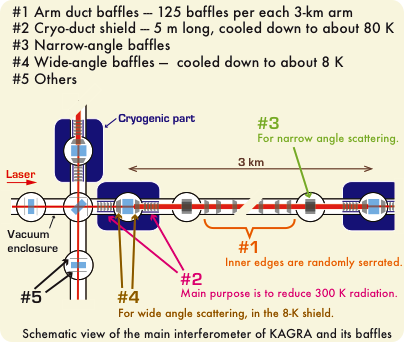 #1 Arm duct baffles — 125 baffles per each 3-km arm
#2 Cryo-duct shield — 5 m long, cooled down to about 80 K
#3 Narrow-angle baffles
#4 Wide-angle baffles — cooled down to about 8 K
#5 Others
Cryogenic part
#3
For narrow angle scattering.
3 km
Laser
Vacuum
enclosure
#1
Inner edges are randomly serrated.
#2
Main purpose is to reduce 300 K radiation.
#5
#4
For wide angle scattering, in the 8-K shield.
Schematic view of the main interferometer of KAGRA and its baffles